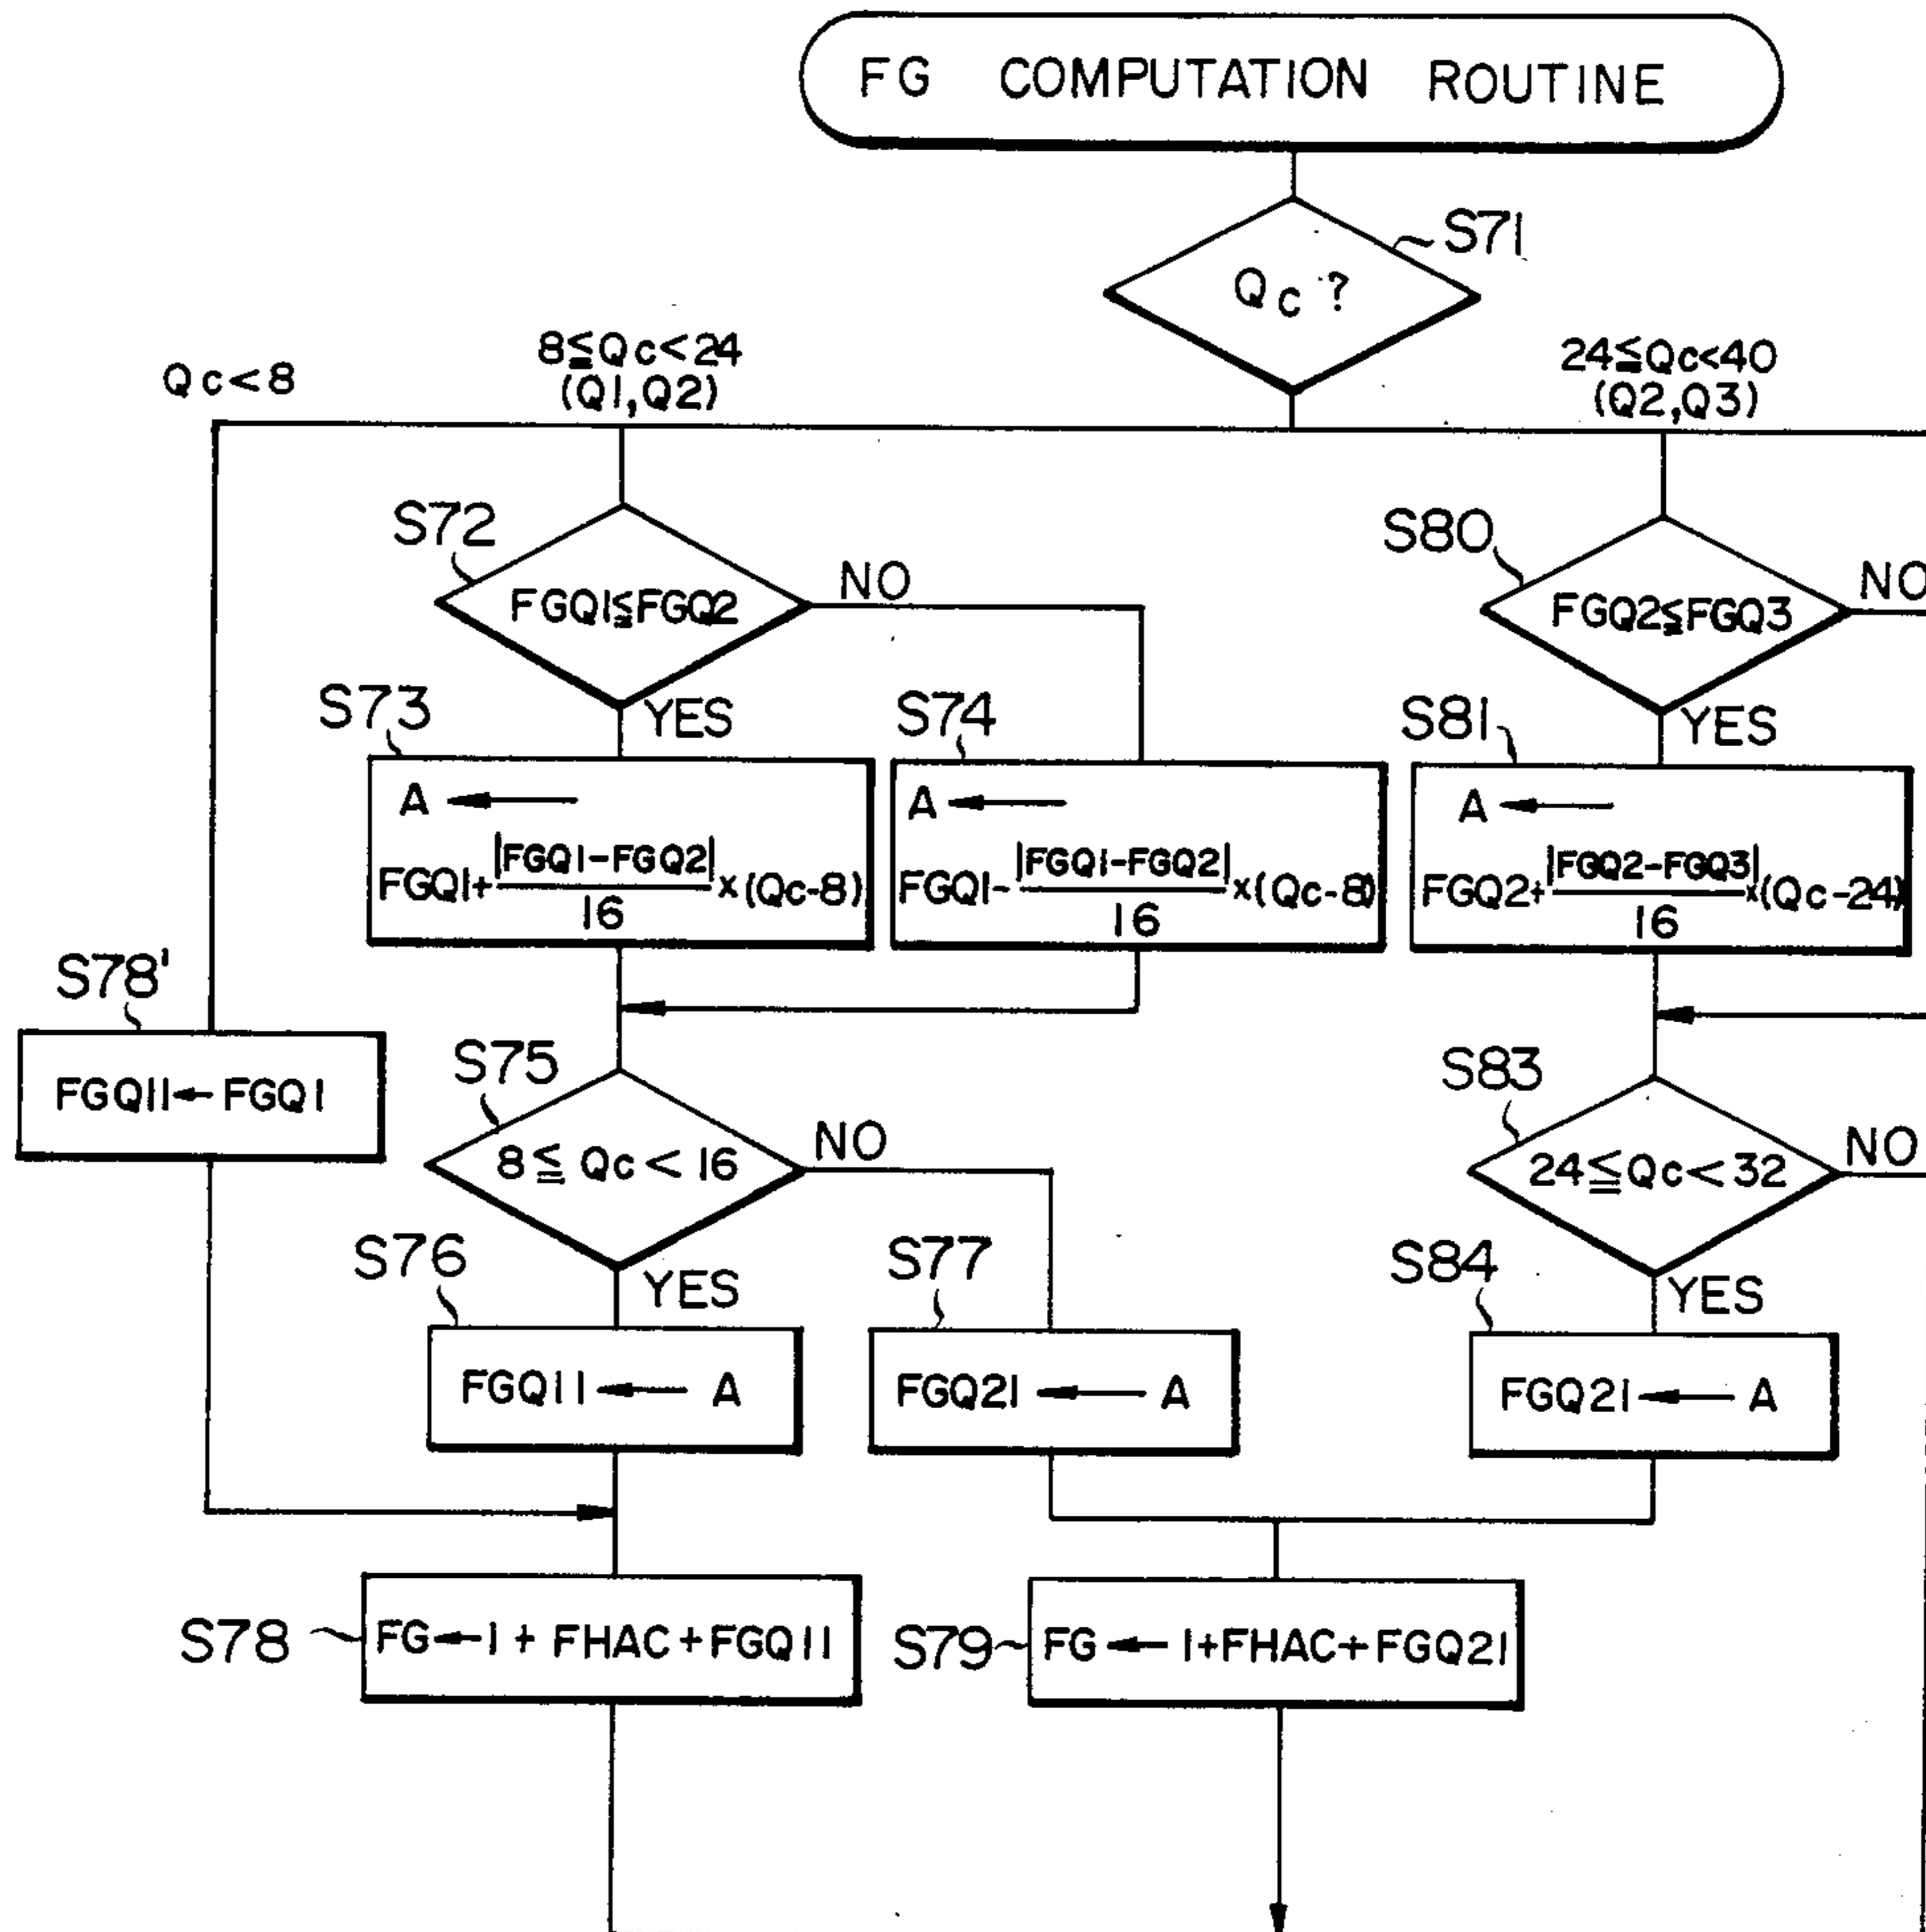 FG COMPUTATION ROUTINE
S71
Qc ?
Qc<8
8≦Qc<24
(Q1,Q2)
24≦Qc<40
(Q2,Q3)
S72
FGQ1≦FGQ2
NO
YES
S80
FGQ2≦FGQ3
NO
YES
S73
A ←
FGQ1+|FGQ1-FGQ2|/16×(Qc-8)
S74
A ←
FGQ1-|FGQ1-FGQ2|/16×(Qc-8)
S81
A ←
FGQ2+|FGQ2-FGQ3|/16×(Qc-24)
S78'
FGQ11←FGQ1
S75
8≦Qc<16
NO
YES
S83
24≦Qc<32
NO
YES
S76
FGQ11←A
S77
FGQ21←A
S84
FGQ21←A
S78
FG←1+FHAC+FGQ11
S79
FG←1+FHAC+FGQ21